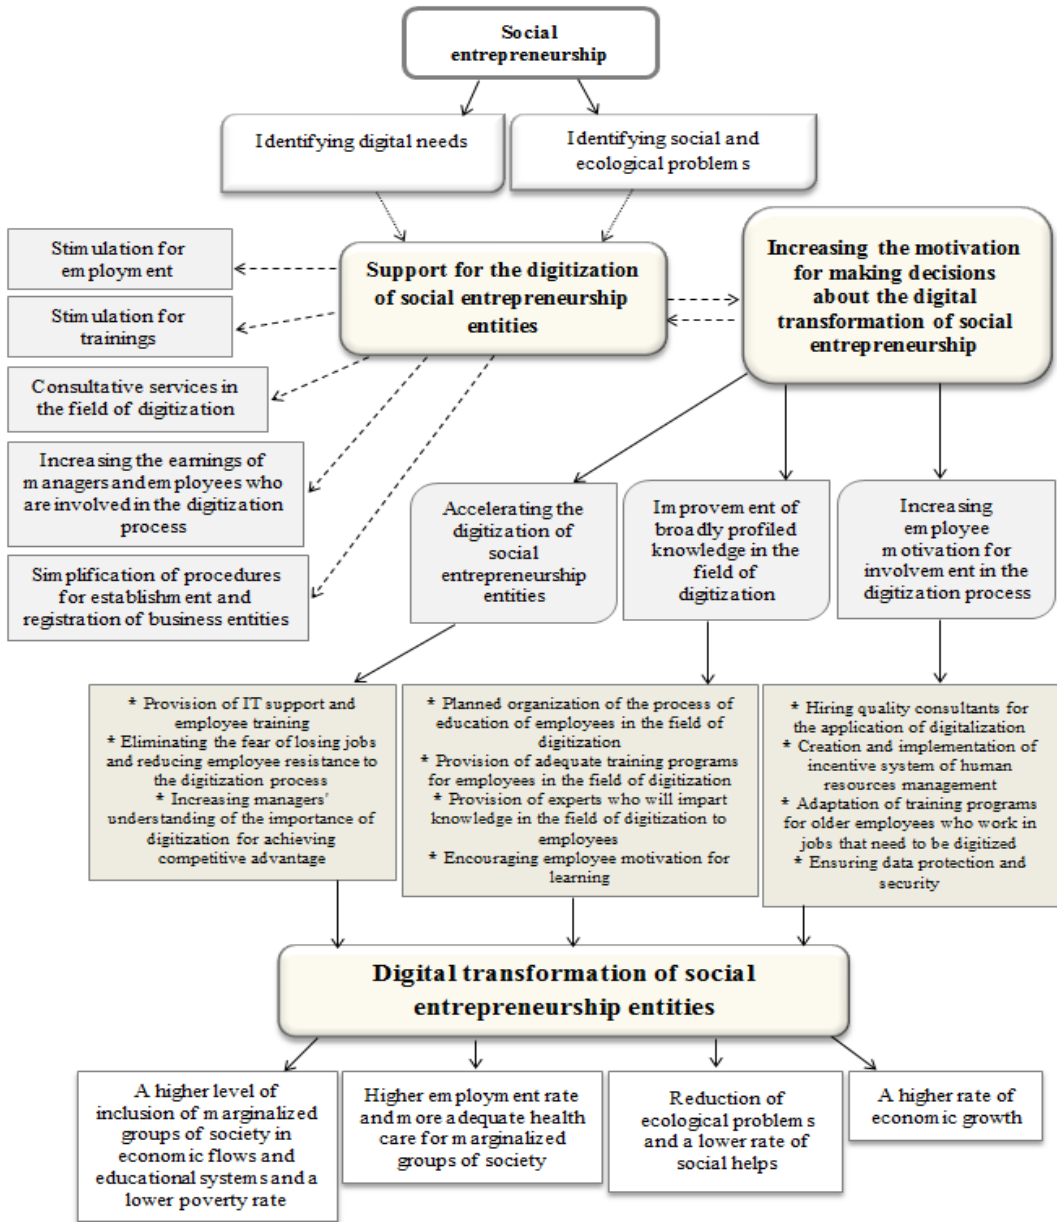 Social
entrepreneurship
Identifying digital needs
Identifying social and
ecological problems
Stimulation for
employment
Stimulation for
trainings
Consultative services in
the field of digitization
Increasing the earnings of
managers and employees who
are involved in the digitization
process
Simplification of procedures
for establishment and
registration of business entities
Support for the digitization
of social entrepreneurship
entities
Increasing the motivation
for making decisions
about the digital
transformation of social
entrepreneurship
Accelerating the
digitization of
social
entrepreneurship
entities
Improvement of
broadly profiled
knowledge in the
field of
digitization
Increasing
employee
motivation for
involvement in the
digitization process
* Provision of IT support and
employee training
* Eliminating the fear of losing jobs
and reducing employee resistance to
the digitization process
* Increasing managers'
understanding of the importance of
digitization for achieving
competitive advantage
* Planned organization of the process of
education of employees in the field of
digitization
* Provision of adequate training programs
for employees in the field of digitization
* Provision of experts who will impart
knowledge in the field of digitization to
employees
* Encouraging employee motivation for
learning
* Hiring quality consultants for
the application of digitalization
* Creation and implementation of
incentive system of human
resources management
* Adaptation of training programs
for older employees who work in
jobs that need to be digitized
* Ensuring data protection and
security
Digital transformation of social
entrepreneurship entities
A higher level of
inclusion of marginalized
groups of society in
economic flows and
educational systems and a
lower poverty rate
Higher employment rate
and more adequate health
care for marginalized
groups of society
Reduction of
ecological problems
and a lower rate of
social helps
A higher rate of
economic growth